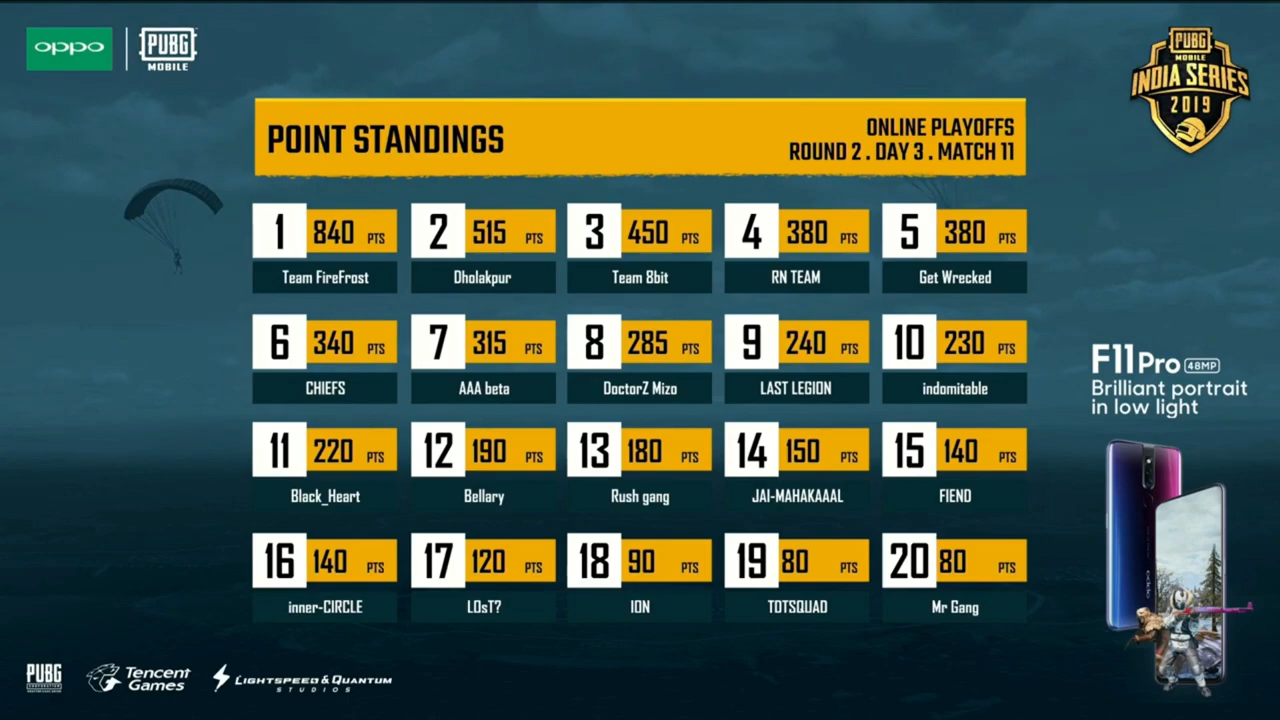 oppo
PUBG
MOBILE
PUBG
MOBILE
INDIA SERIES
2019
POINT STANDINGS
ONLINE PLAYOFFS
ROUND 2 . DAY 3 . MATCH 11
1 840 PTS
Team FireFrost
2 515 PTS
Dholakpur
3 450 PTS
Team 8bit
4 380 PTS
RN TEAM
5 380 PTS
Get Wrecked
6 340 PTS
CHIEFS
7 315 PTS
AAA beta
8 285 PTS
DoctorZ Mizo
9 240 PTS
LAST LEGION
10 230 PTS
indomitable
11 220 PTS
Black_Heart
12 190 PTS
Bellary
13 180 PTS
Rush gang
14 150 PTS
JAI-MAHAKAAAL
15 140 PTS
FIEND
16 140 PTS
inner-CIRCLE
17 120 PTS
LOsT?
18 90 PTS
ION
19 80 PTS
TOTSQUAD
20 80 PTS
Mr Gang
F11 Pro 48MP
Brilliant portrait
in low light
oppo
PUBG
CORPORATION
Tencent
Games
LIGHTSPEED & QUANTUM
STUDIOS